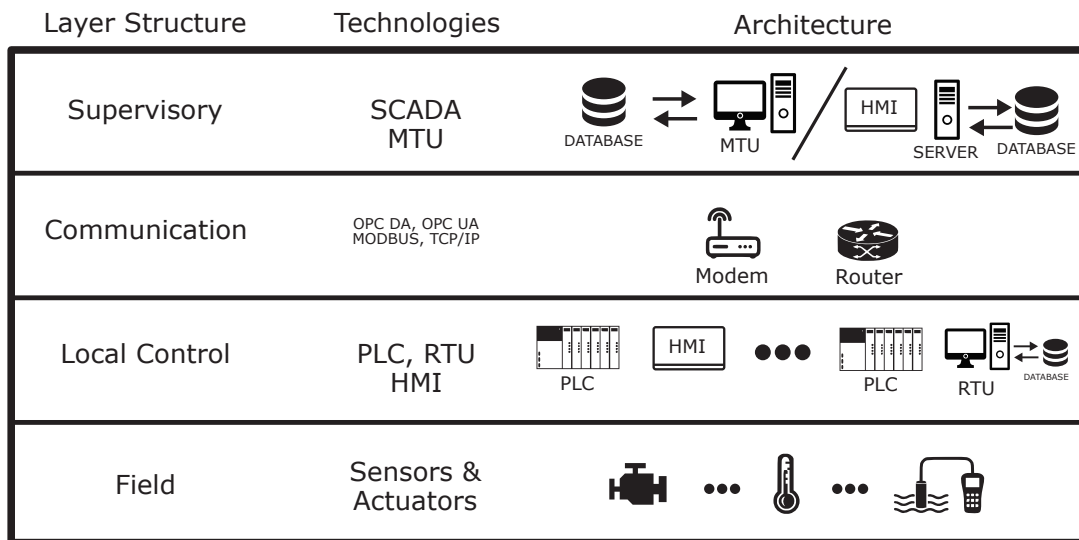 Layer Structure
Technologies
Architecture
Supervisory
SCADA
MTU
DATABASE
MTU
HMI
SERVER
DATABASE
Communication
OPC DA, OPC UA
MODBUS, TCP/IP
Modem
Router
Local Control
PLC, RTU
HMI
PLC
HMI
PLC
RTU
DATABASE
Field
Sensors &
Actuators